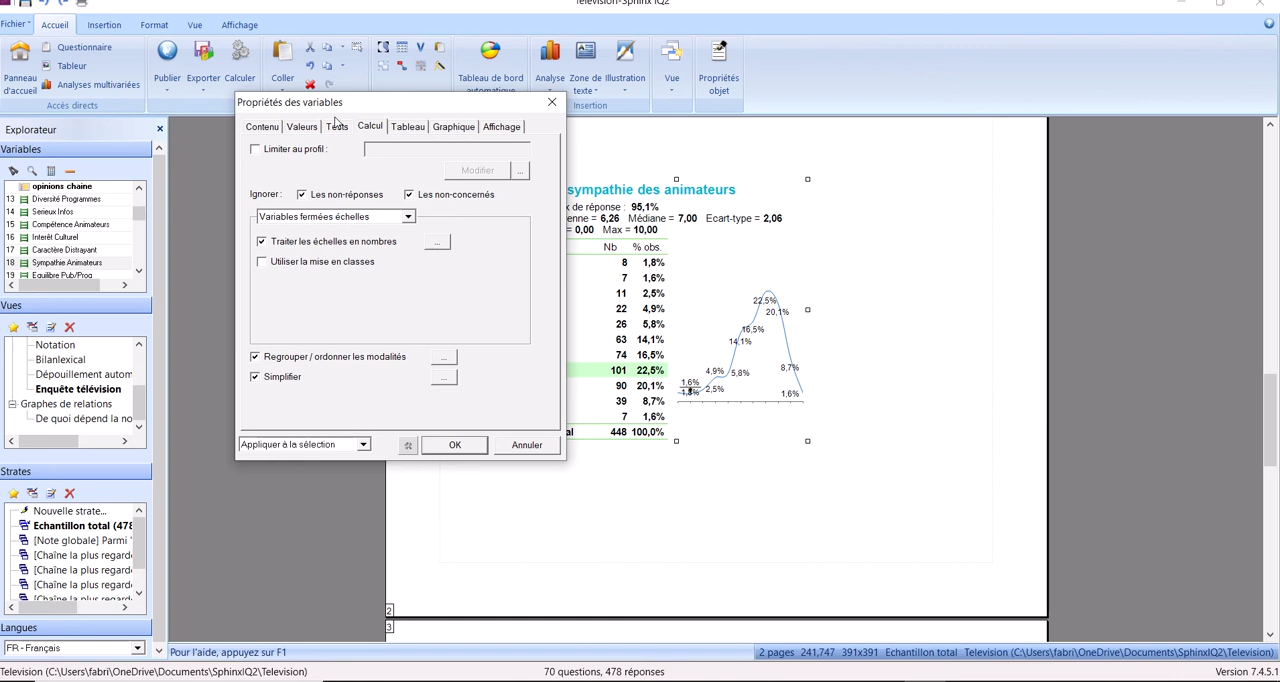 Television-Sphinx IQ2
Fichier Accueil Insertion Format Vue Affichage
Panneau d'accueil
Questionnaire
Tableur
Analyses multivariées
Accès directs
Publier Exporter Calculer
Coller
Tableau de bord automatique
Analyse Zone de texte Illustration
Insertion
Vue
Propriétés objet
Explorateur
Variables
opinions chaine
13 Diversité Programmes
14 Serieux Infos
15 Compétence Animateurs
16 Interêt Culturel
17 Caractère Distrayant
18 Sympathie Animateurs
19 Equilibre Pub/Prog
Vues
Notation
Bilanlexical
Dépouillement autom
Enquête télévision
Graphes de relations
De quoi dépend la no
Strates
Nouvelle strate...
Echantillon total (478
[Note globale] Parmi "
[Chaîne la plus regard
[Chaîne la plus regard
[Chaîne la plus regard
[Chaîne la plus regard
Langues
FR - Français
Propriétés des variables
Contenu Valeurs Tests Calcul Tableau Graphique Affichage
Limiter au profil :
Modifier ...
Ignorer : Les non-réponses Les non-concernés
Variables fermées échelles
Traiter les échelles en nombres ...
Utiliser la mise en classes
Regrouper / ordonner les modalités ...
Simplifier ...
Appliquer à la sélection OK Annuler
sympathie des animateurs
x de réponse : 95,1%
enne = 6,26 Médiane = 7,00 Ecart-type = 2,06
= 0,00 Max = 10,00
Nb % obs.
8 1,8%
7 1,6%
11 2,5%
22 4,9%
26 5,8%
63 14,1%
74 16,5%
101 22,5%
90 20,1%
39 8,7%
7 1,6%
al 448 100,0%
22,5%
20,1%
16,5%
14,1%
8,7%
4,9% 5,8%
1,6%
1,8% 2,5% 1,6%
2
3
Pour l'aide, appuyez sur F1
2 pages 241,747 391x391 Echantillon total Television (C:\Users\fabri\OneDrive\Documents\SphinxIQ2\Television)
Television (C:\Users\fabri\OneDrive\Documents\SphinxIQ2\Television) 70 questions, 478 réponses Version 7.4.5.1